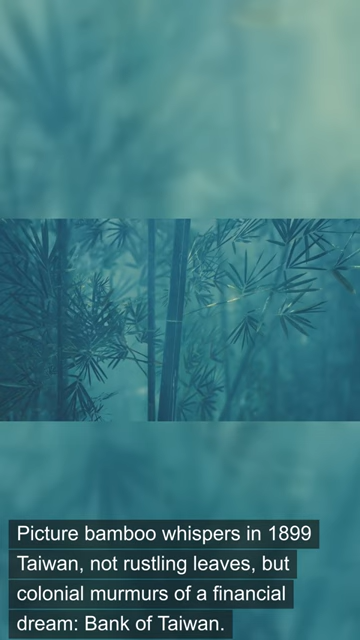 Picture bamboo whispers in 1899
Taiwan, not rustling leaves, but
colonial murmurs of a financial
dream: Bank of Taiwan.